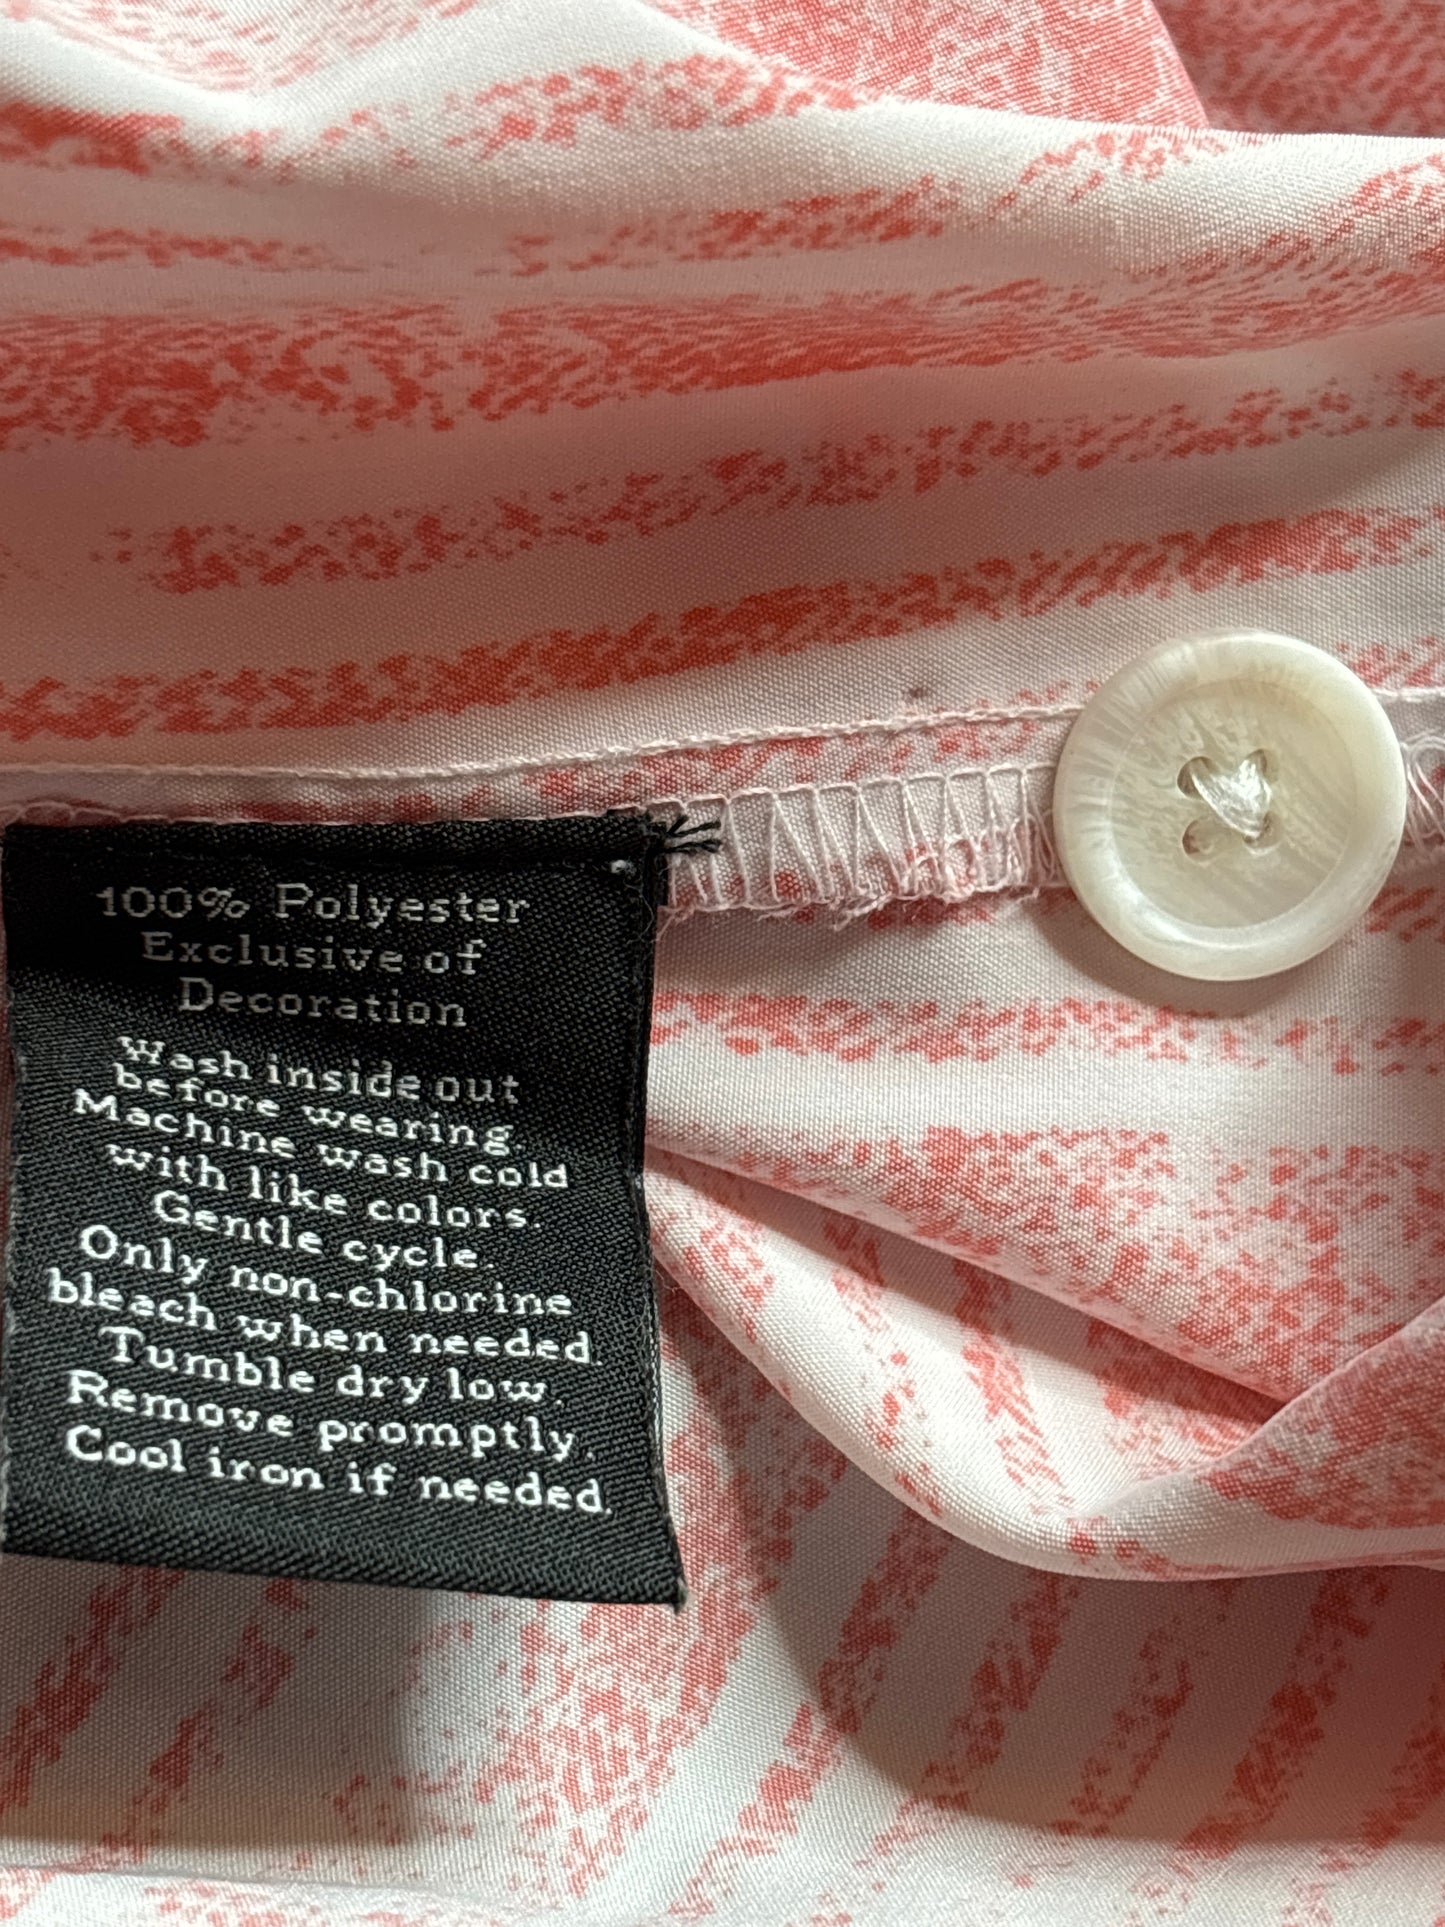 100% Polyester
Exclusive of
Decoration
Wash inside out
before wearing.
Machine wash cold
with like colors.
Gentle cycle.
Only non-chlorine
bleach when needed.
Tumble dry low.
Remove promptly.
Cool iron if needed.